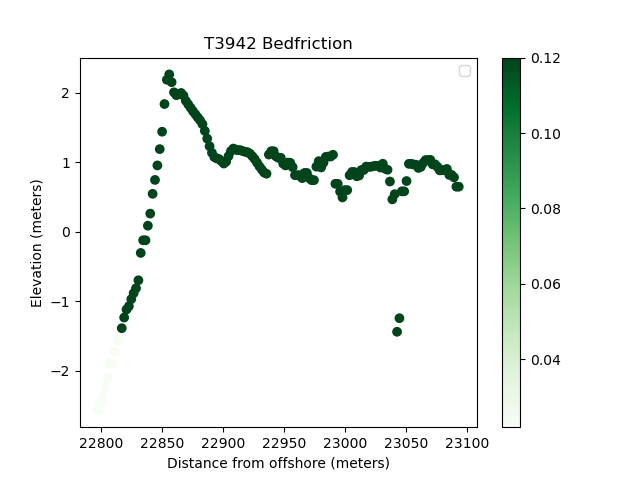 T3942 Bedfriction
Elevation (meters)
2
1
0
−1
−2
22800 22850 22900 22950 23000 23050 23100
Distance from offshore (meters)
0.12
0.10
0.08
0.06
0.04